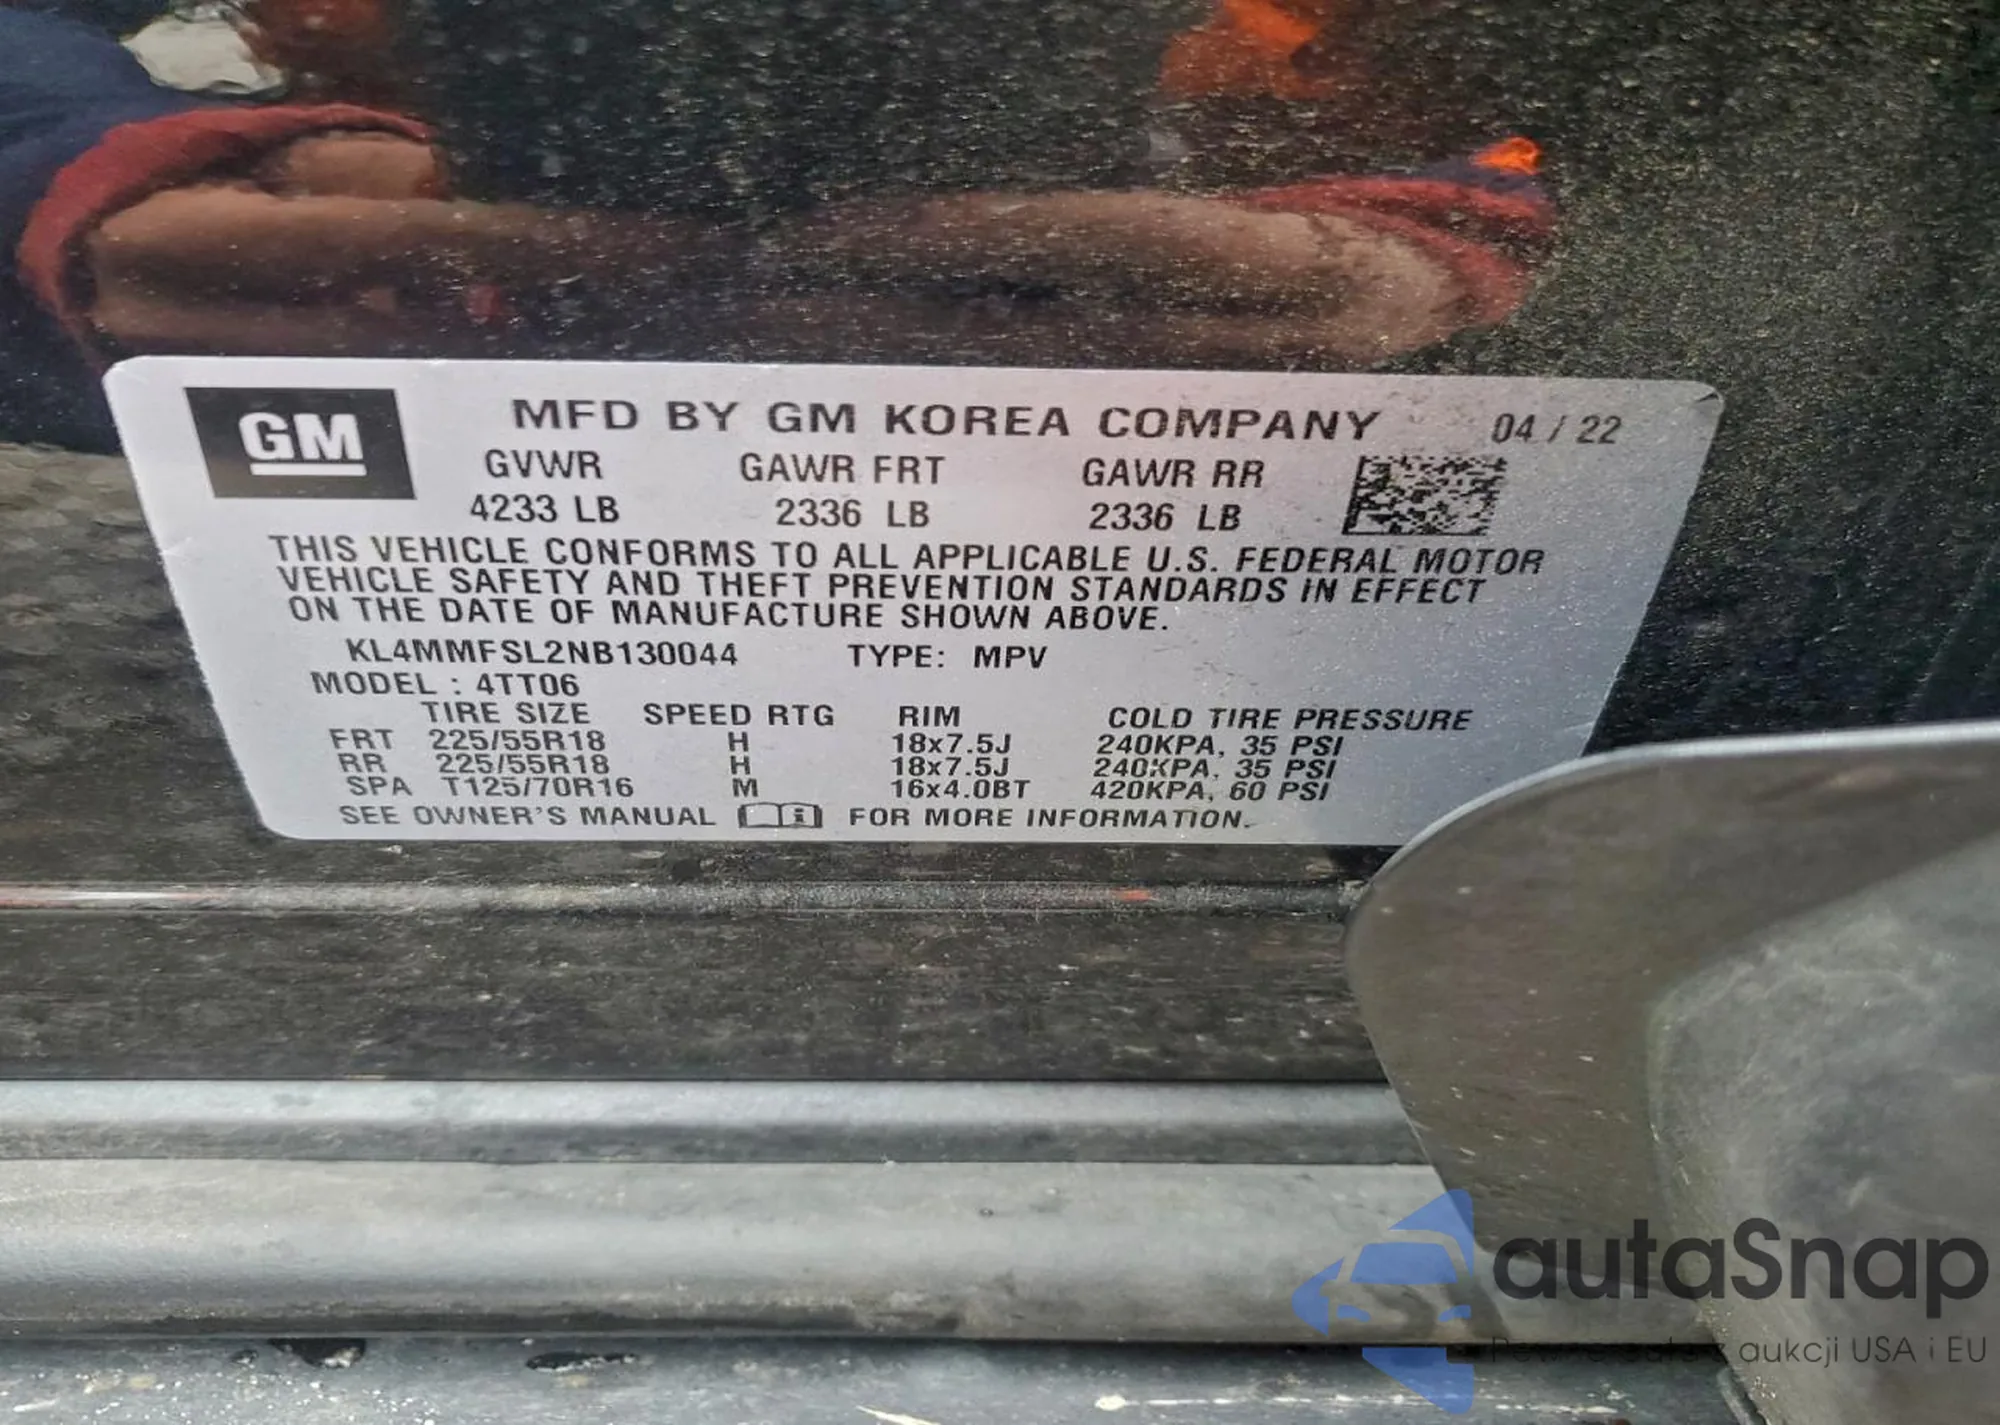 GM
MFD BY GM KOREA COMPANY 04 / 22
GVWR GAWR FRT GAWR RR
4233 LB 2336 LB 2336 LB
THIS VEHICLE CONFORMS TO ALL APPLICABLE U.S. FEDERAL MOTOR
VEHICLE SAFETY AND THEFT PREVENTION STANDARDS IN EFFECT
ON THE DATE OF MANUFACTURE SHOWN ABOVE.
KL4MMFSL2NB130044 TYPE: MPV
MODEL : 4TT06
TIRE SIZE SPEED RTG RIM COLD TIRE PRESSURE
FRT 225/55R18 H 18x7.5J 240KPA, 35 PSI
RR 225/55R18 H 18x7.5J 240KPA, 35 PSI
SPA T125/70R16 M 16x4.0BT 420KPA, 60 PSI
SEE OWNER'S MANUAL FOR MORE INFORMATION.
autaSnap
Pewne auta z aukcji USA i EU